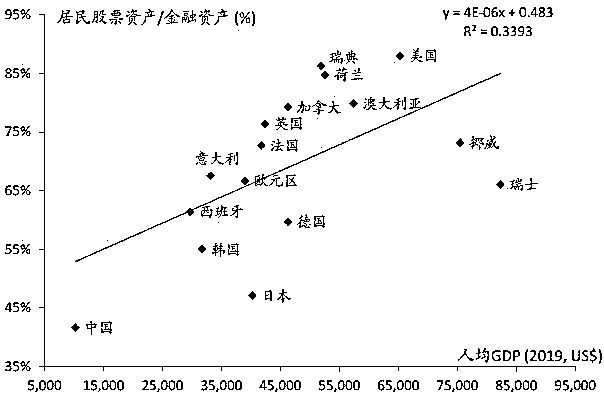 居民股票资产/金融资产 (%)
y = 4E-06x + 0.483
R² = 0.3393
95%
85%
75%
65%
55%
45%
35%
瑞典
美国
荷兰
加拿大
澳大利亚
英国
法国
挪威
意大利
欧元区
瑞士
西班牙
德国
韩国
日本
中国
人均GDP (2019, US$)
5,000
15,000
25,000
35,000
45,000
55,000
65,000
75,000
85,000
95,000